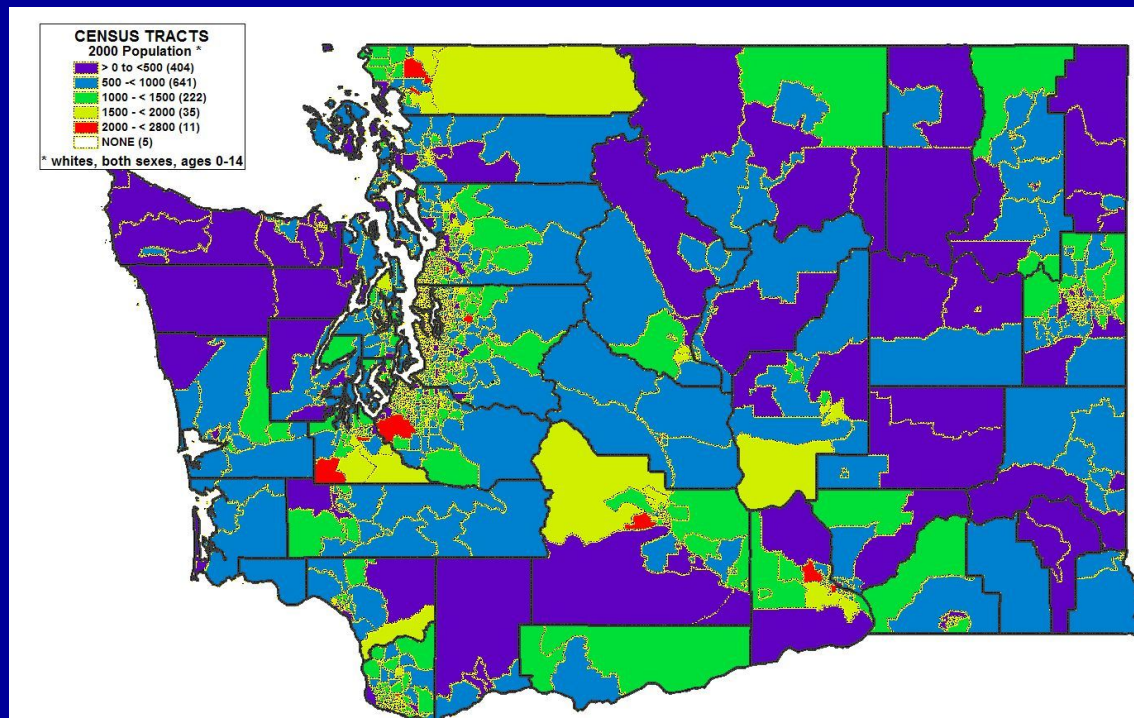 CENSUS TRACTS
2000 Population *
> 0 to <500 (404)
500 -< 1000 (641)
1000 - < 1500 (222)
1500 - < 2000 (35)
2000 - < 2800 (11)
NONE (5)
* whites, both sexes, ages 0-14